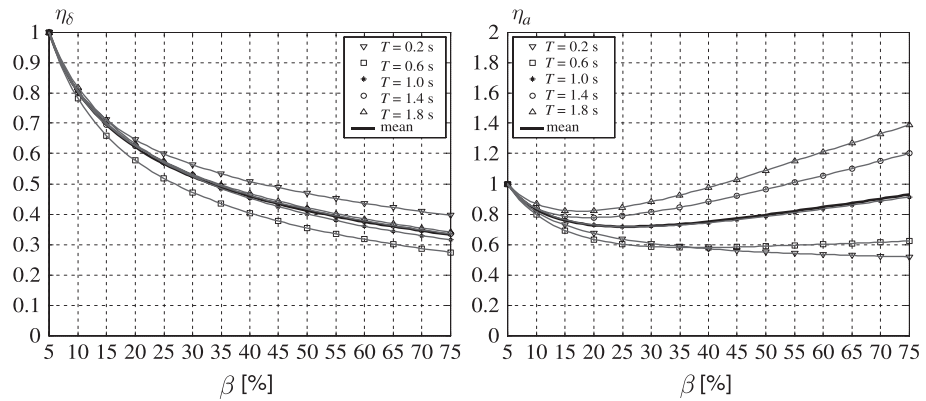 η_δ
1
0.9
0.8
0.7
0.6
0.5
0.4
0.3
0.2
0.1
0
5 10 15 20 25 30 35 40 45 50 55 60 65 70 75
β [%]
T = 0.2 s
T = 0.6 s
T = 1.0 s
T = 1.4 s
T = 1.8 s
mean
η_a
2
1.8
1.6
1.4
1.2
1
0.8
0.6
0.4
0.2
0
5 10 15 20 25 30 35 40 45 50 55 60 65 70 75
β [%]
T = 0.2 s
T = 0.6 s
T = 1.0 s
T = 1.4 s
T = 1.8 s
mean